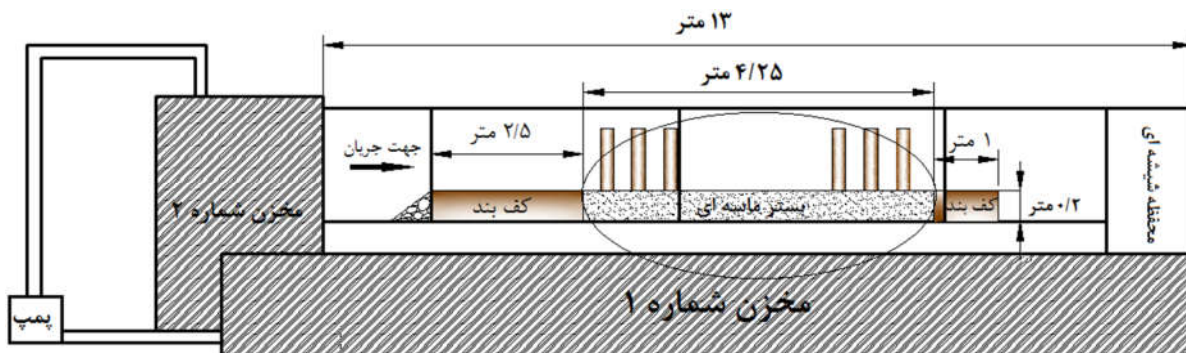 ۱۳ متر
۴/۲۵ متر
جهت جریان
۲/۵ متر
۱ متر
مخزن شماره ۲
کف بند
بستر ماسه ای
کف بند
۰/۲ متر
محفظه شیشه ای
مخزن شماره ۱
پمپ